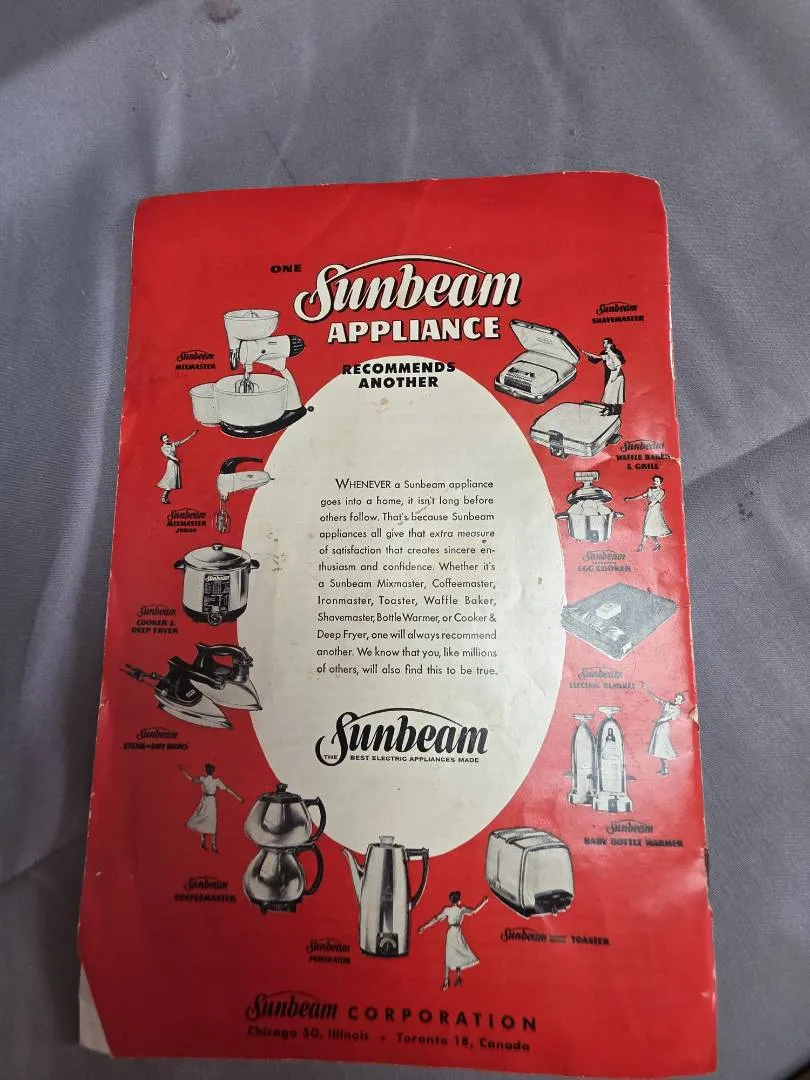 ONE
Sunbeam
APPLIANCE
RECOMMENDS
ANOTHER
Sunbeam
MIXMASTER
Sunbeam
SHAVEMASTER
Sunbeam
WAFFLE BAKER
& GRILL
Sunbeam
MIXMASTER
JUNIOR
Sunbeam
EGG COOKER
Sunbeam
COOKER &
DEEP FRYER
Sunbeam
ELECTRIC BLANKET
Sunbeam
STEAM or DRY IRONS
WHENEVER a Sunbeam appliance
goes into a home, it isn't long before
others follow. That's because Sunbeam
appliances all give that extra measure
of satisfaction that creates sincere en-
thusiasm and confidence. Whether it's
a Sunbeam Mixmaster, Coffeemaster,
Ironmaster, Toaster, Waffle Baker,
Shavemaster, Bottle Warmer, or Cooker &
Deep Fryer, one will always recommend
another. We know that you, like millions
of others, will also find this to be true.
Sunbeam
THE BEST ELECTRIC APPLIANCES MADE
Sunbeam
BABY BOTTLE WARMER
Sunbeam
COFFEEMASTER
Sunbeam
PERCOLATOR
Sunbeam TOASTER
Sunbeam CORPORATION
Chicago 50, Illinois • Toronto 18, Canada